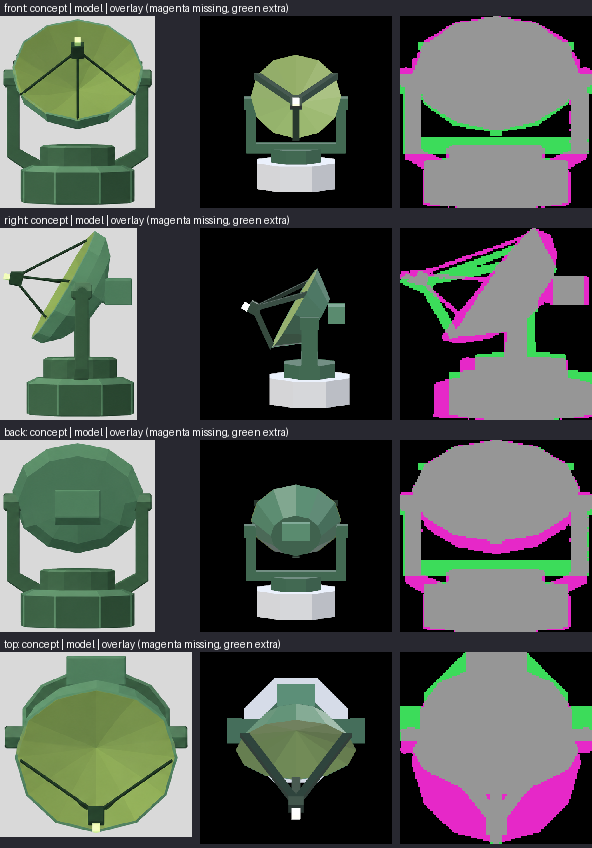 front: concept | model | overlay (magenta missing, green extra)
right: concept | model | overlay (magenta missing, green extra)
back: concept | model | overlay (magenta missing, green extra)
top: concept | model | overlay (magenta missing, green extra)